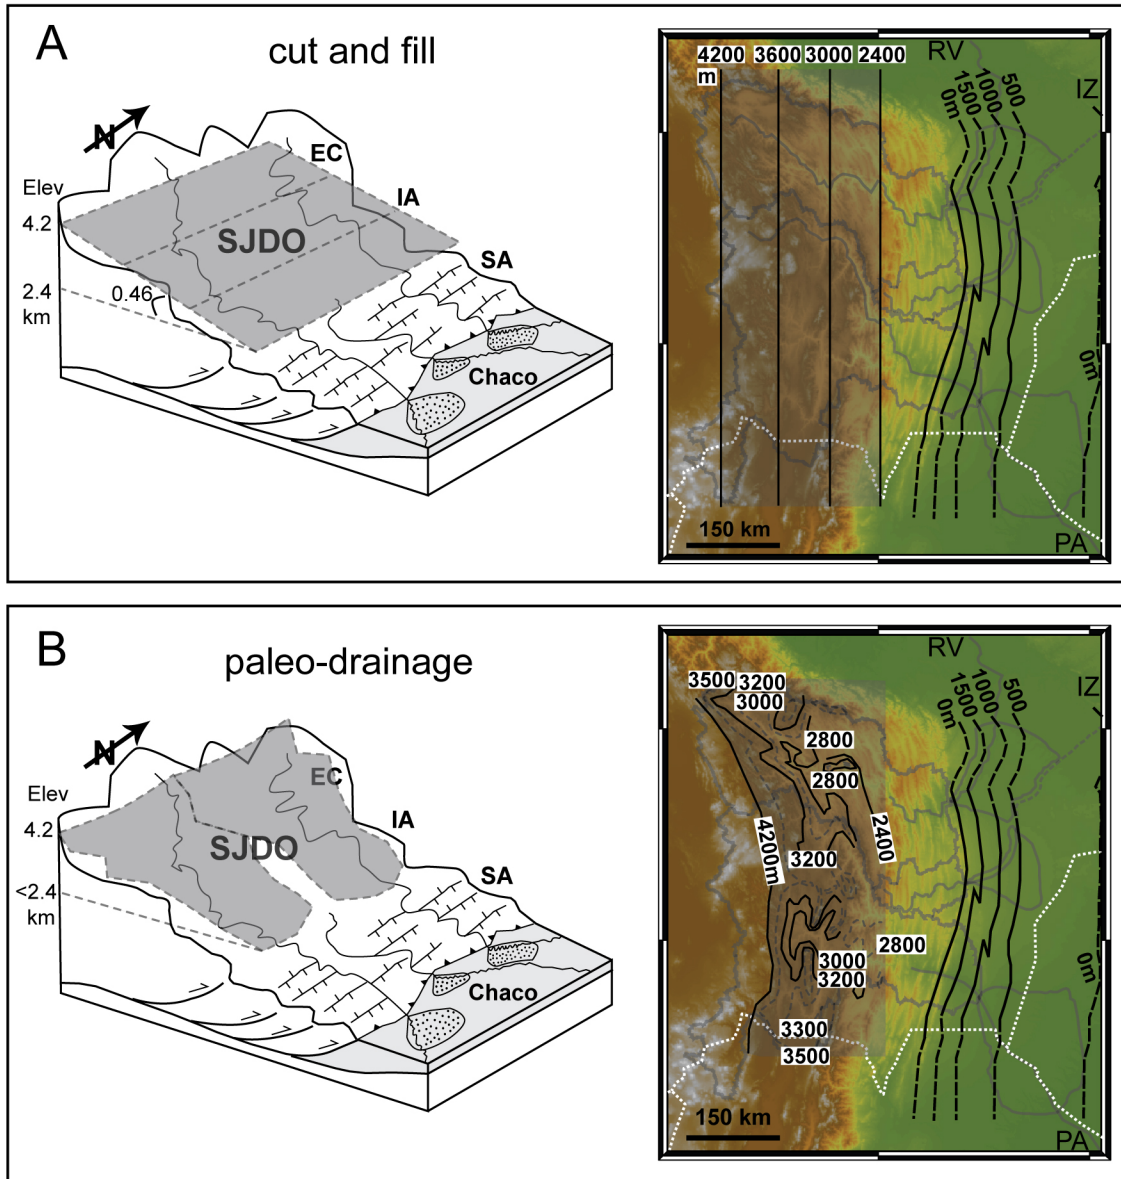 A
cut and fill
N
EC
Elev
IA
4.2
SJDO
SA
2.4
km
0.46
Chaco
4200 3600 3000 2400
m
RV
500
1000
1500
0m
IZ
0m
150 km
PA
B
paleo-drainage
N
EC
Elev
IA
4.2
SJDO
SA
<2.4
km
Chaco
RV
3500 3200
3000
500
1000
1500
0m
IZ
2800
2800
4200m
2400
3200
2800
3000
3200
0m
3300
3500
150 km
PA